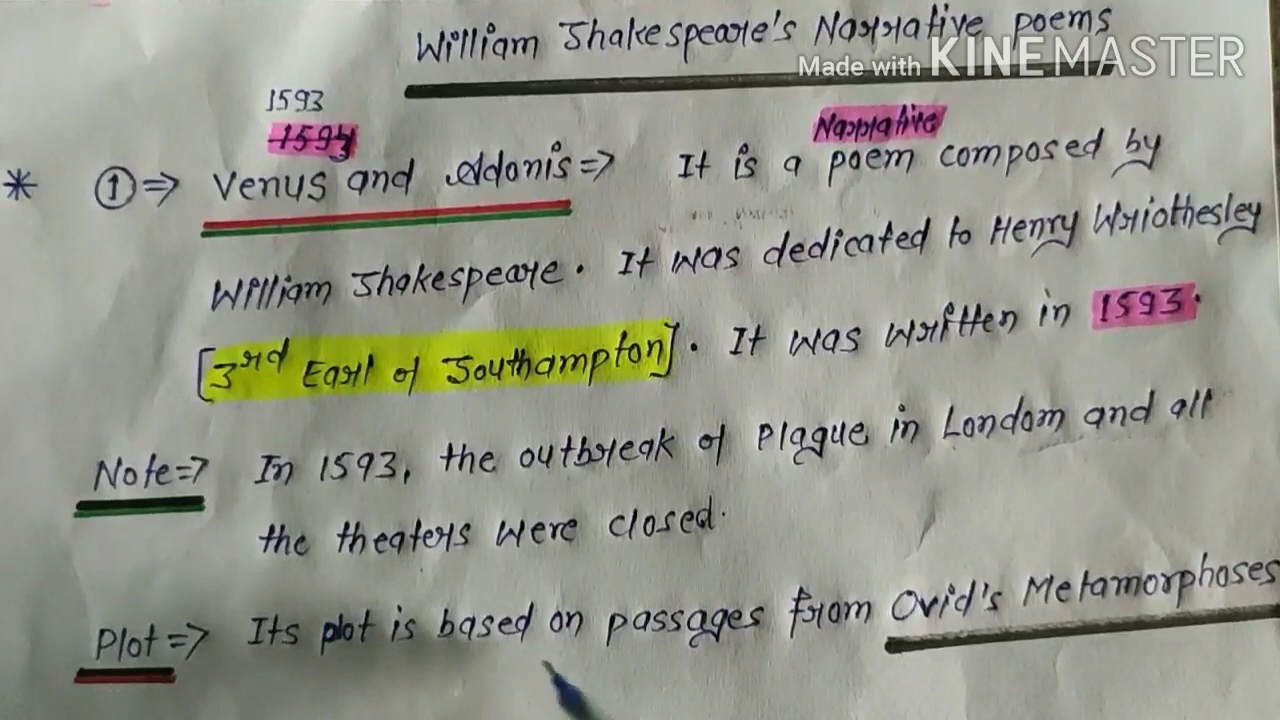 William Shakespeare's Narrative poems
Made with KINEMASTER
1593
1594
Narrative
* ① ⇒ Venus and Adonis ⇒ It is a poem composed by
William Shakespeare. It was dedicated to Henry Wriothesley
[3rd Earl of Southampton]. It was written in 1593.
Note ⇒ In 1593, the outbreak of Plague in London and all
the theaters were closed.
Plot ⇒ Its plot is based on passages from Ovid's Metamorphoses